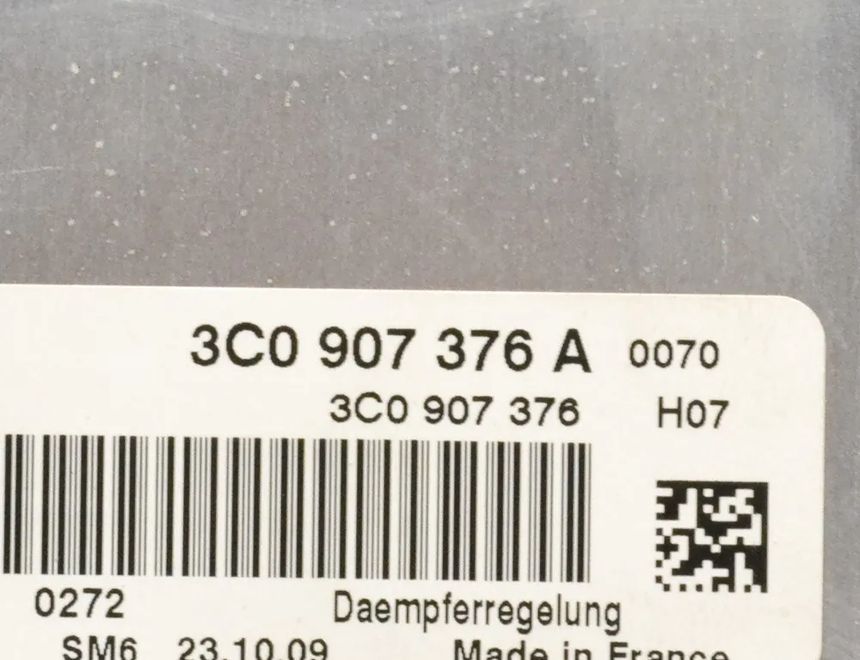 3C0 907 376 A 0070
3C0 907 376 H07
0272 Daempferregelung
SM6 23.10.09 Made in France